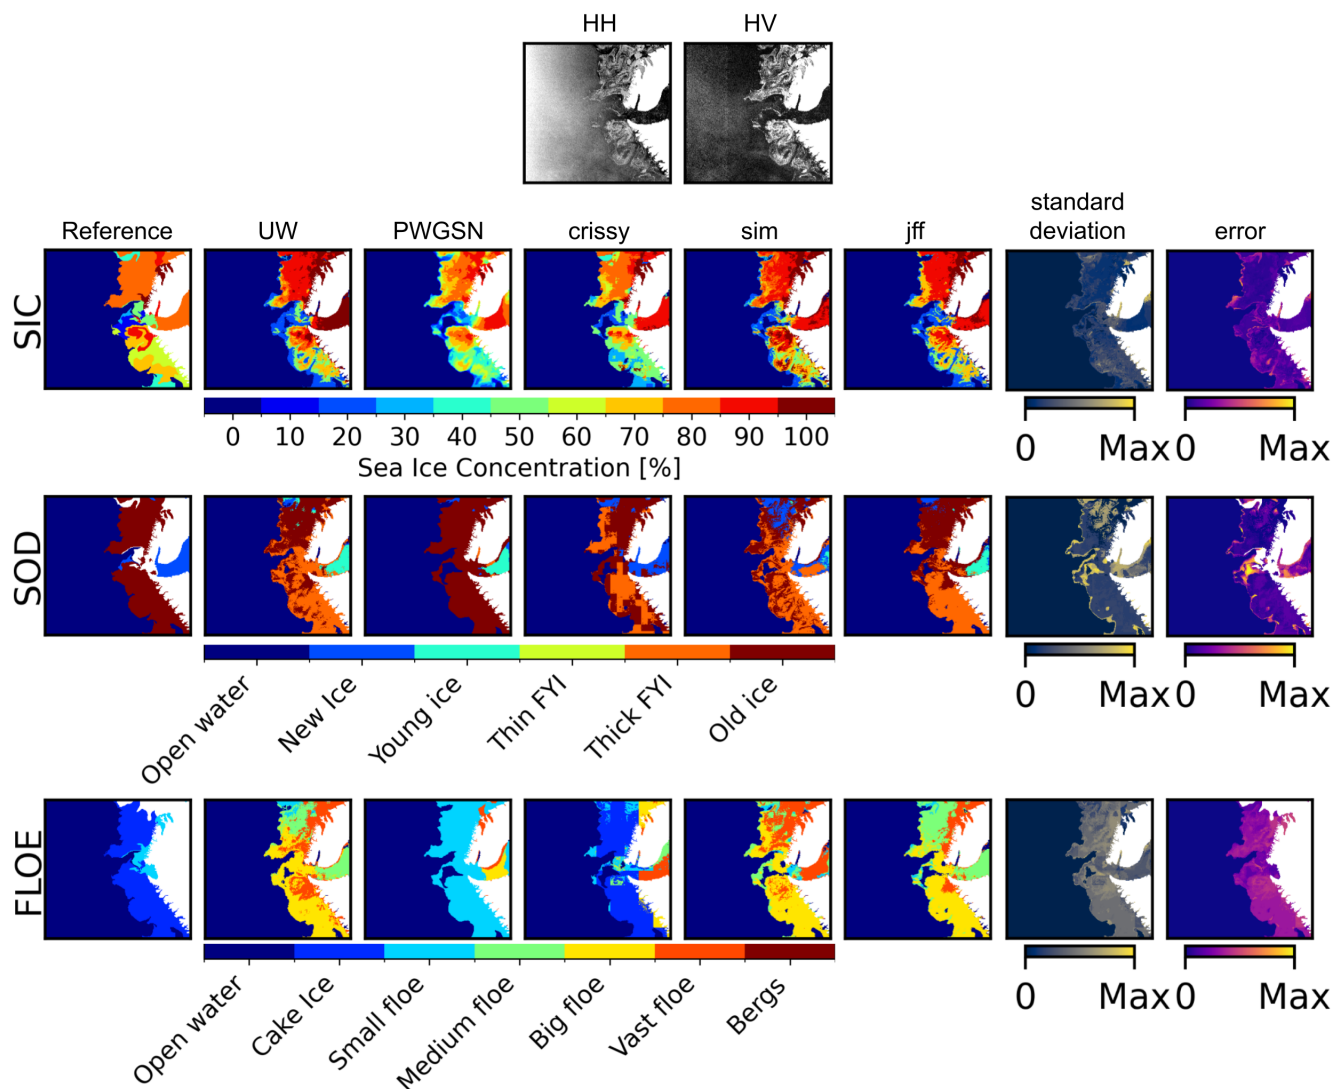 HH HV
Reference UW PWGSN crissy sim jff standard deviation error
SIC
0 10 20 30 40 50 60 70 80 90 100
Sea Ice Concentration [%]
0 Max 0 Max
SOD
Open water New Ice Young ice Thin FYI Thick FYI Old ice
0 Max 0 Max
FLOE
Open water Cake Ice Small floe Medium floe Big floe Vast floe Bergs
0 Max 0 Max